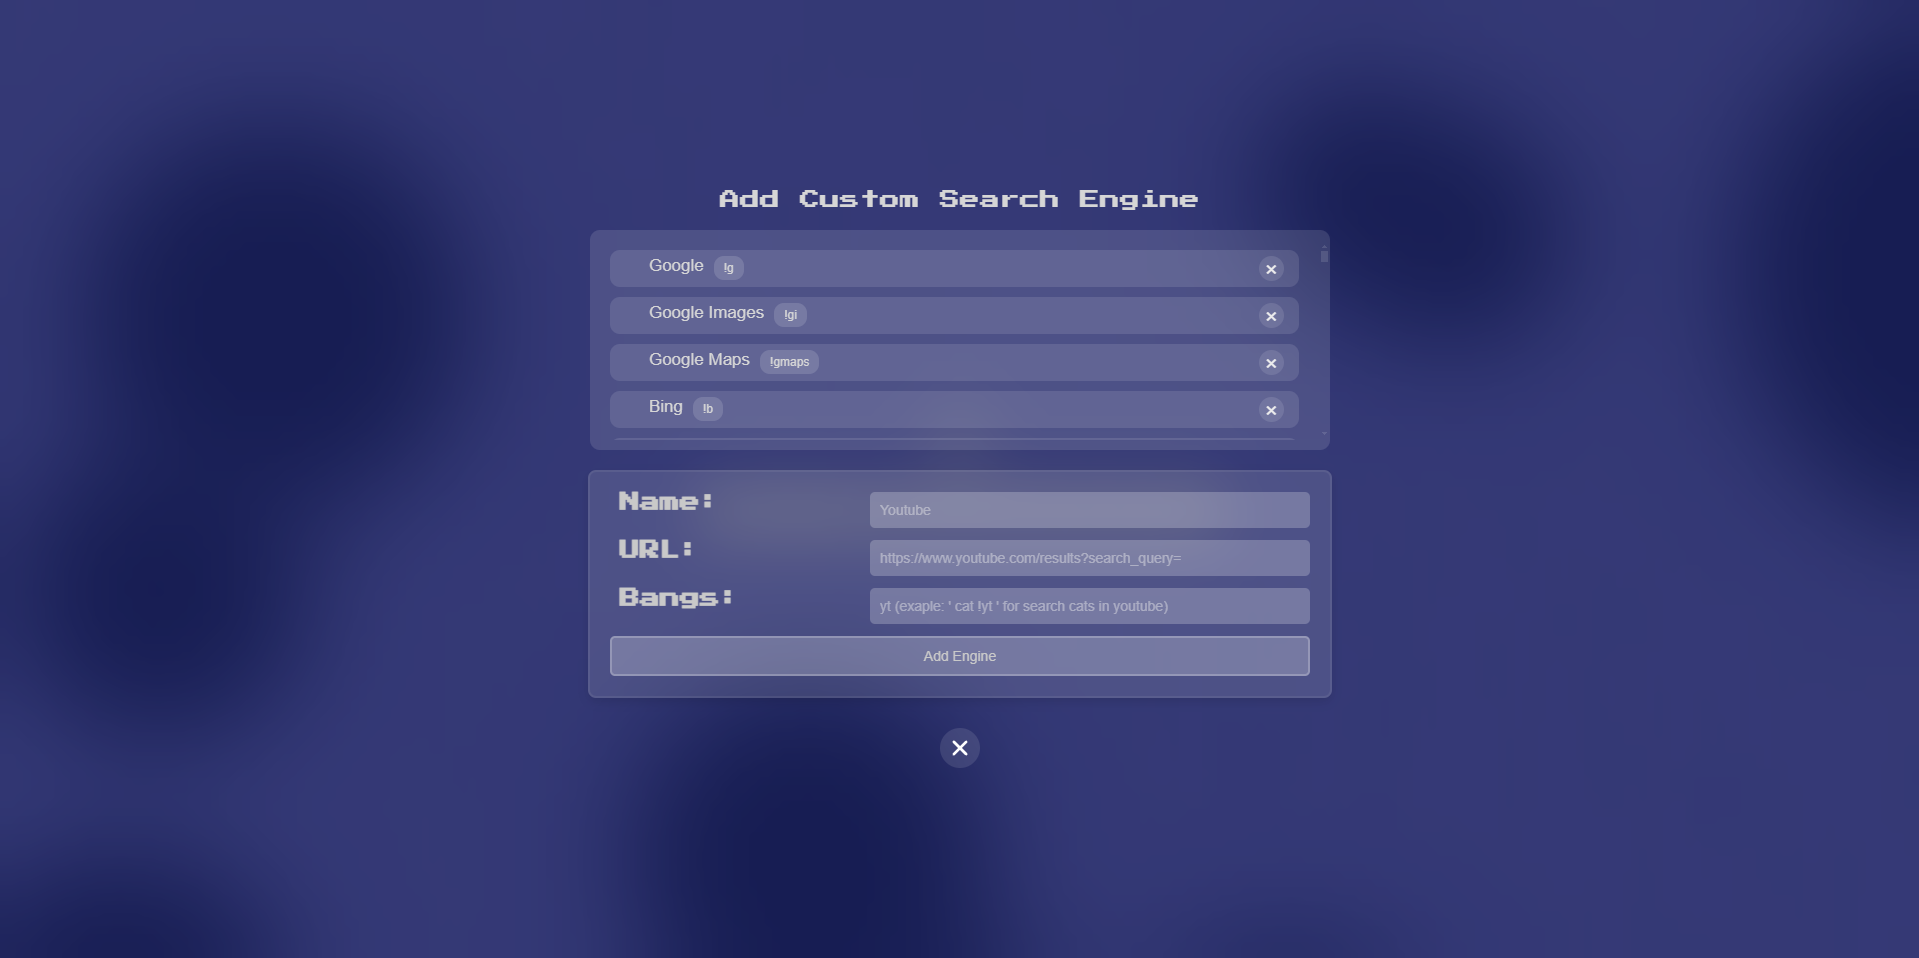 Add Custom Search Engine
Google !g
Google Images !gi
Google Maps !gmaps
Bing !b
Name: Youtube
URL: https://www.youtube.com/results?search_query=
Bangs: yt (exaple: ' cat !yt ' for search cats in youtube)
Add Engine